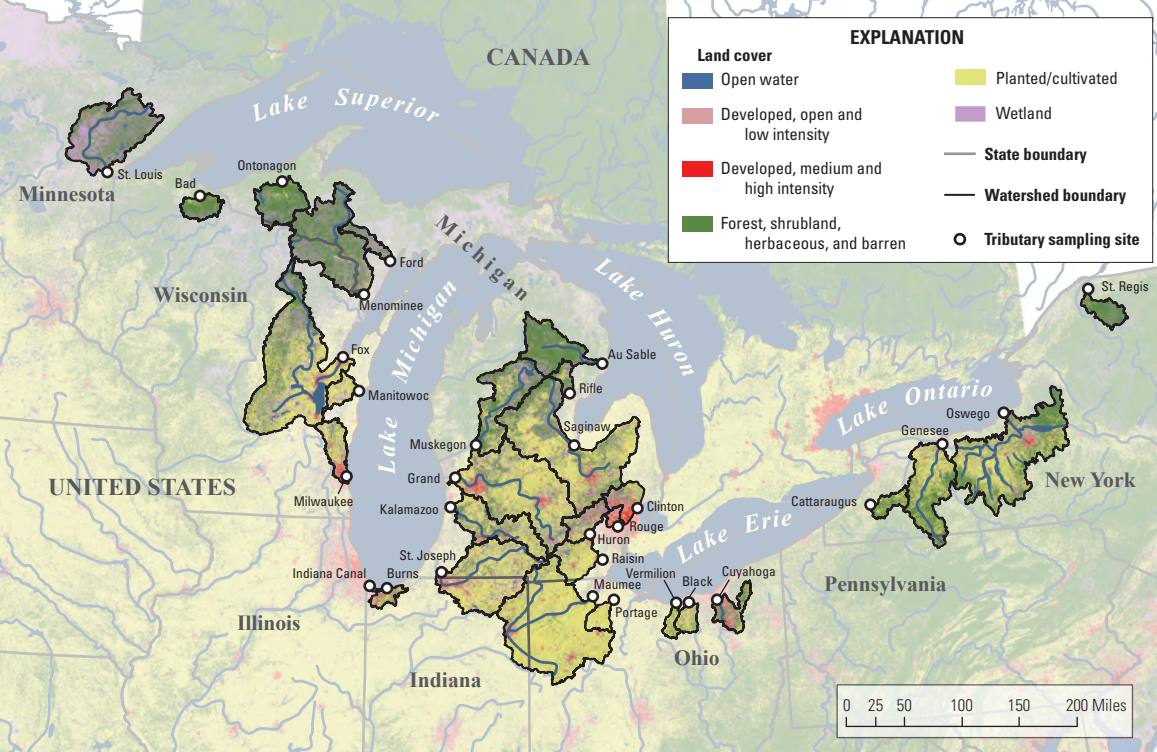 CANADA
EXPLANATION
Land cover
Open water
Developed, open and
low intensity
Developed, medium and
high intensity
Forest, shrubland,
herbaceous, and barren
Planted/cultivated
Wetland
State boundary
Watershed boundary
Tributary sampling site
Lake Superior
St. Louis
Minnesota
Bad
Ontonagon
Michigan
Ford
Menominee
Wisconsin
Lake Michigan
Lake Huron
St. Regis
Fox
Manitowoc
Au Sable
Rifle
Saginaw
Muskegon
Lake Ontario
Oswego
Genesee
Grand
New York
UNITED STATES
Milwaukee
Kalamazoo
Clinton
Rouge
Huron
Cattaraugus
Lake Erie
St. Joseph
Raisin
Indiana Canal
Burns
Maumee
Vermilion
Black
Cuyahoga
Portage
Pennsylvania
Illinois
Ohio
Indiana
0 25 50 100 150 200 Miles